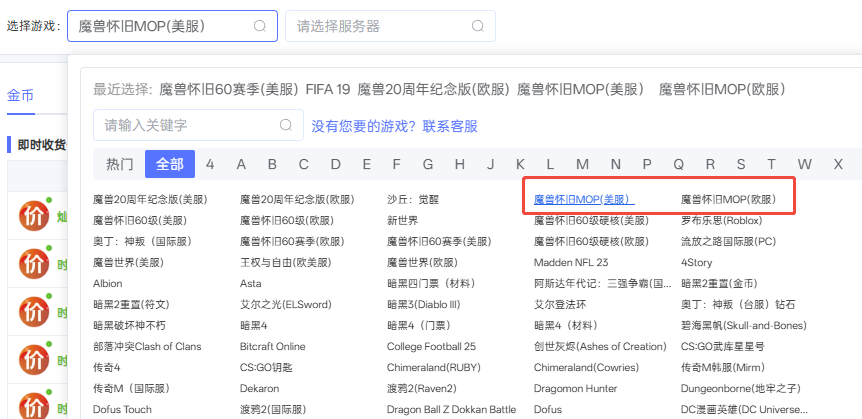 选择游戏: 魔兽怀旧MOP(美服) 请选择服务器
最近选择: 魔兽怀旧60赛季(美服) FIFA 19 魔兽20周年纪念版(欧服) 魔兽怀旧MOP(美服) 魔兽怀旧MOP(欧服)
金币
请输入关键字 没有您要的游戏? 联系客服
即时收货
热门 全部 4 A B C D E F G H J K L M N P Q R S T W X
魔兽20周年纪念版(美服) 魔兽20周年纪念版(欧服) 沙丘：觉醒 魔兽怀旧MOP(美服) 魔兽怀旧MOP(欧服)
价 灿
魔兽怀旧60级(美服) 魔兽怀旧60级(欧服) 新世界 魔兽怀旧60级硬核(美服) 罗布乐思(Roblox)
奥丁：神叛（国际服） 魔兽怀旧60赛季(欧服) 魔兽怀旧60赛季(美服) 魔兽怀旧60级硬核(欧服) 流放之路国际服(PC)
价 时
魔兽世界(美服) 王权与自由(欧美服) 魔兽世界(欧服) Madden NFL 23 4Story
Albion Asta 暗黑四门票（材料） 阿斯达年代记：三强争霸(国... 暗黑2重置(金币)
暗黑2重置(符文) 艾尔之光(ELSword) 暗黑3(Diablo III) 艾尔登法环 奥丁：神叛（台服）钻石
价 时
暗黑破坏神不朽 暗黑4 暗黑4（门票） 暗黑4（材料） 碧海黑帆(Skull-and-Bones)
部落冲突Clash of Clans Bitcraft Online College Football 25 创世灰烬(Ashes of Creation) CS:GO武库星星号
价 时
传奇4 CS:GO钥匙 Chimeraland(RUBY) Chimeraland(Cowries) 传奇M韩服(Mirm)
传奇M（国际服） Dekaron 渡鸦2(Raven2) Dragomon Hunter Dungeonborne(地牢之子)
价 时
Dofus Touch 渡鸦2(国际服) Dragon Ball Z Dokkan Battle Dofus DC漫画英雄(DC Universe...